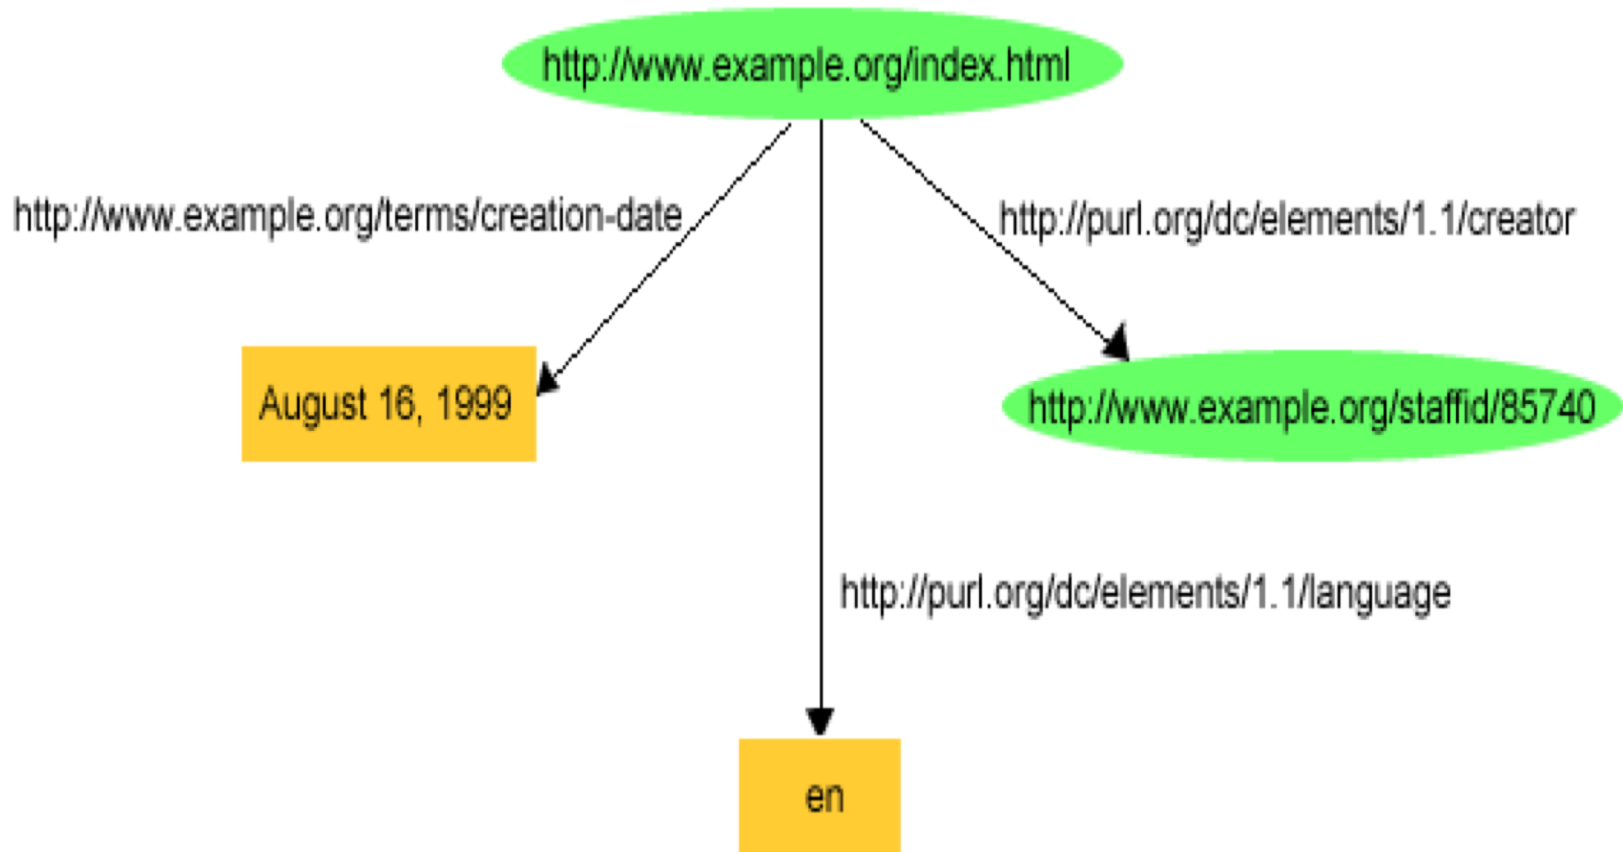 http://www.example.org/index.html
http://www.example.org/terms/creation-date
http://purl.org/dc/elements/1.1/creator
August 16, 1999
http://www.example.org/staffid/85740
http://purl.org/dc/elements/1.1/language
en